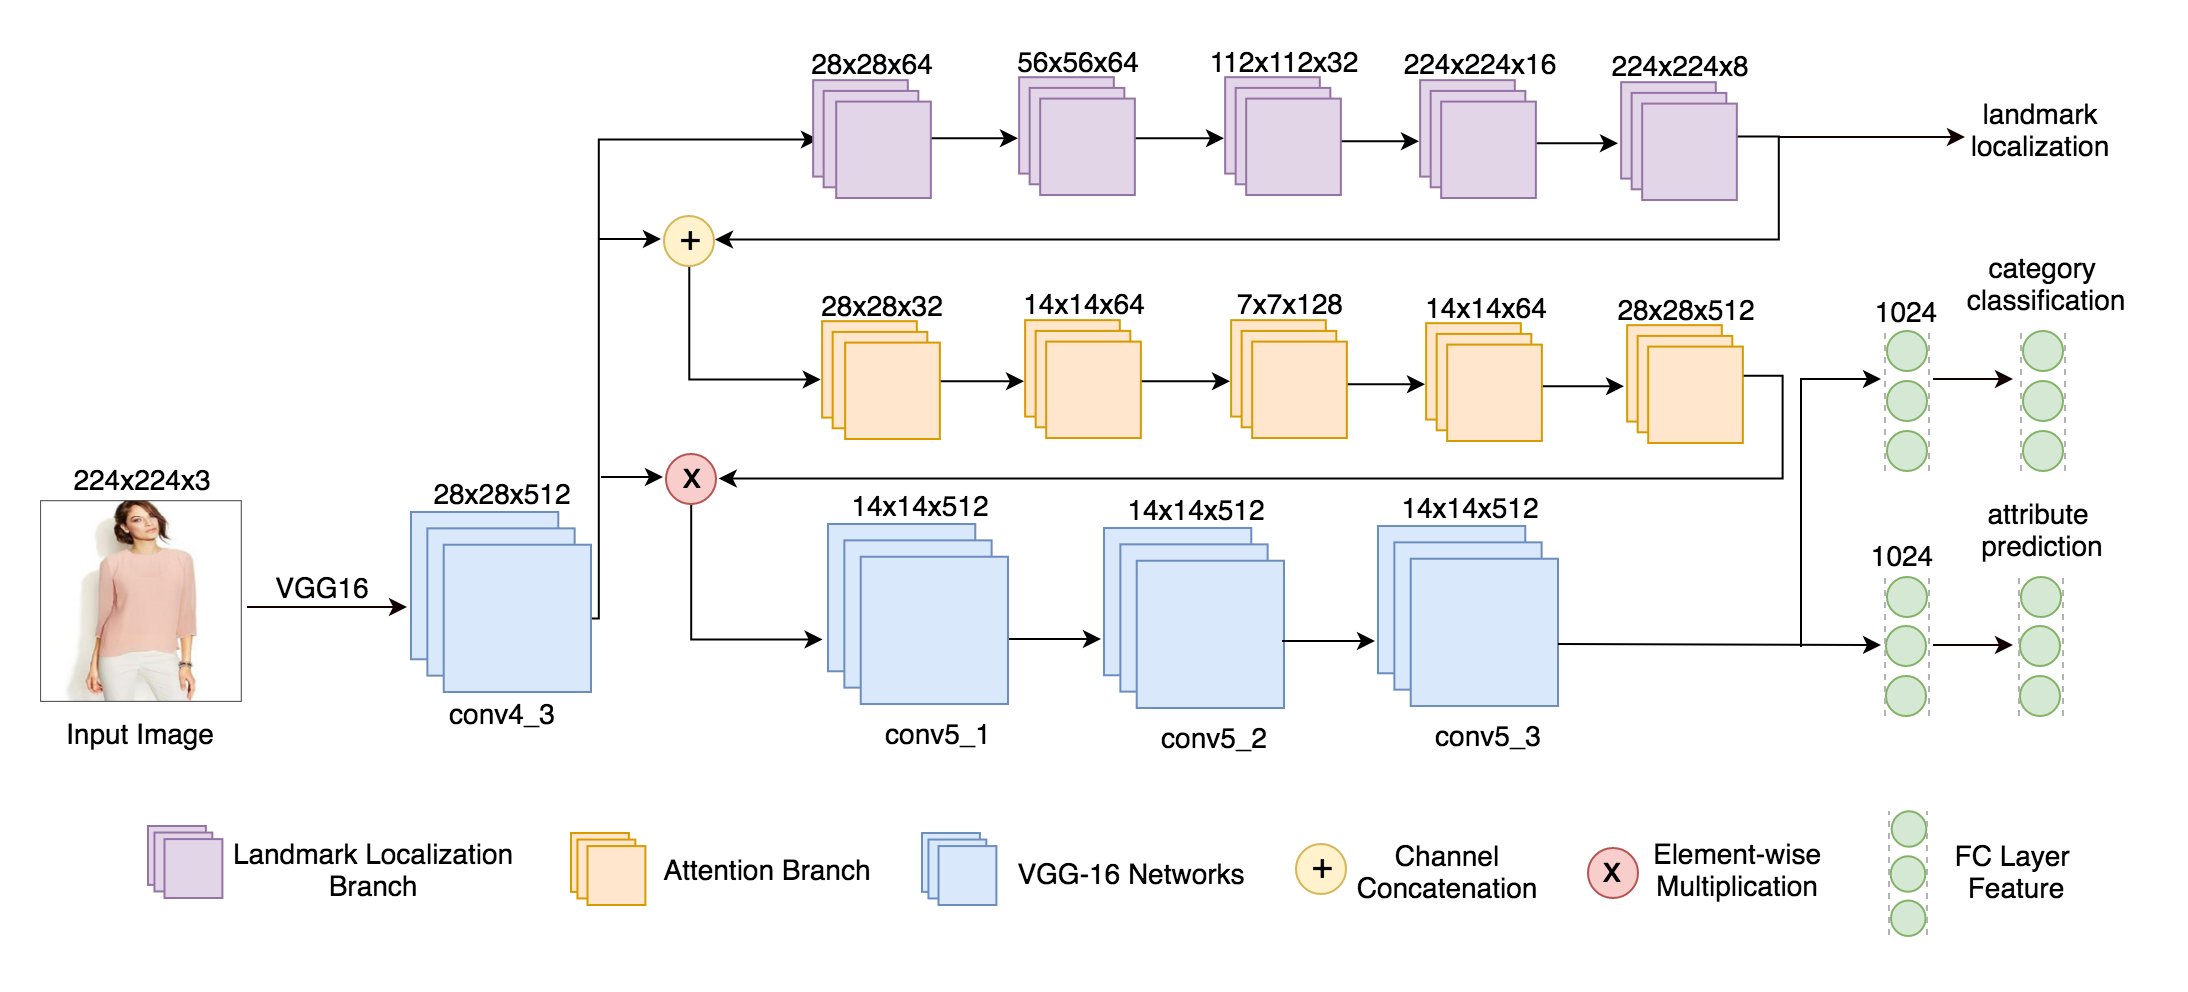 28x28x64
56x56x64
112x112x32
224x224x16
224x224x8
landmark
localization
+
28x28x32
14x14x64
7x7x128
14x14x64
28x28x512
1024
category
classification
224x224x3
VGG16
28x28x512
X
14x14x512
14x14x512
14x14x512
1024
attribute
prediction
Input Image
conv4_3
conv5_1
conv5_2
conv5_3
Landmark Localization
Branch
Attention Branch
VGG-16 Networks
+
Channel
Concatenation
X
Element-wise
Multiplication
FC Layer
Feature